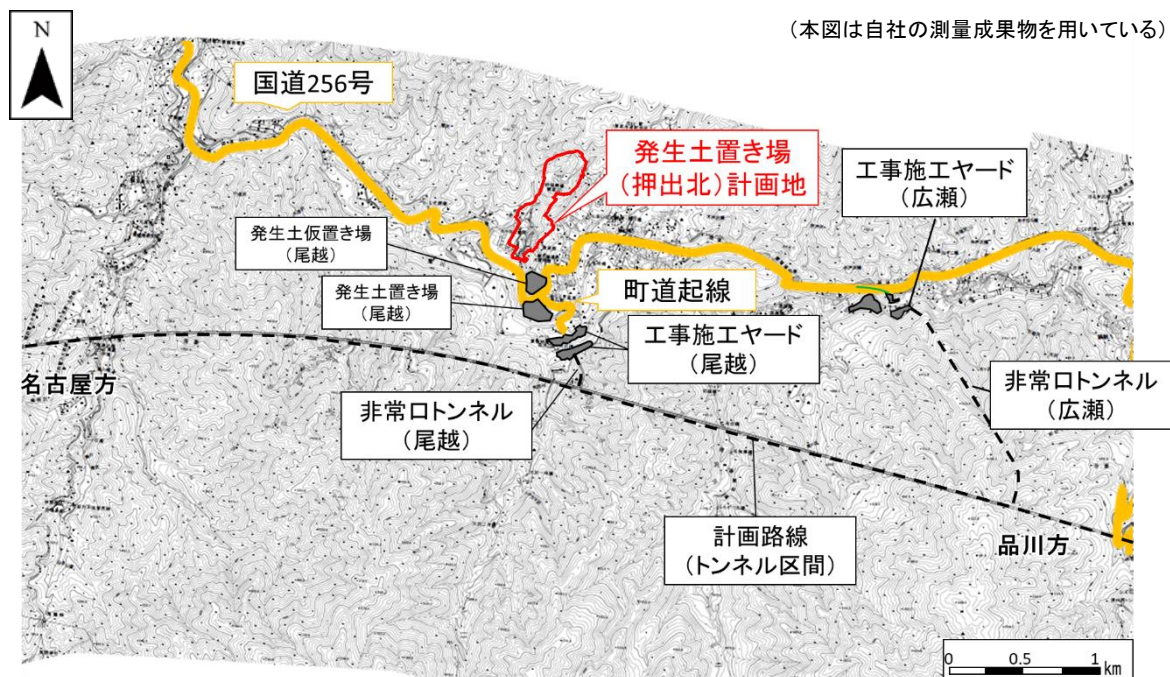 （本図は自社の測量成果物を用いている）
N
国道256号
発生土置き場
（押出北）計画地
工事施工ヤード
（広瀬）
発生土仮置き場
（尾越）
発生土置き場
（尾越）
町道起線
工事施工ヤード
（尾越）
名古屋方
非常口トンネル
（尾越）
非常口トンネル
（広瀬）
計画路線
（トンネル区間）
品川方
0 0.5 1 km